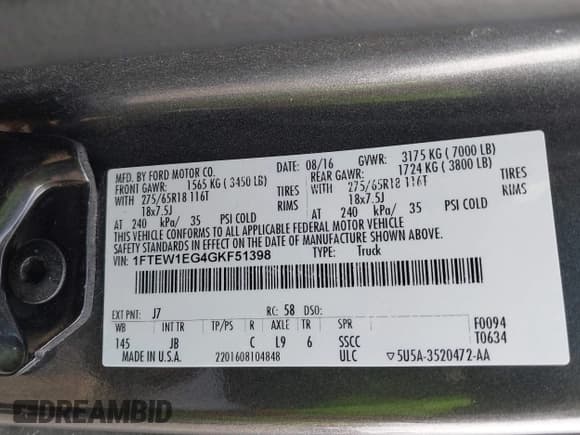 MFD. BY FORD MOTOR CO.
DATE: 08/16 GVWR: 3175 KG ( 7000 LB)
FRONT GAWR: 1565 KG ( 3450 LB) REAR GAWR: 1724 KG ( 3800 LB)
WITH 275/65R18 116T TIRES WITH 275/65R18 116T TIRES
18x7.5J RIMS 18x7.5J RIMS
AT 240 kPa/ 35 PSI COLD AT 240 kPa/ 35 PSI COLD
THIS VEHICLE CONFORMS TO ALL APPLICABLE FEDERAL MOTOR VEHICLE
SAFETY STANDARDS IN EFFECT ON THE DATE OF MANUFACTURE SHOWN ABOVE.
VIN: 1FTEW1EG4GKF51398 TYPE: Truck
EXT PNT: J7 RC: 58 DSO: F0094
WB INT TR TP/PS R AXLE TR SPR T0634
145 JB C L9 6 SSCC
MADE IN U.S.A. 2201608104848 ULC ▽5U5A-3520472-AA
DREAMBID